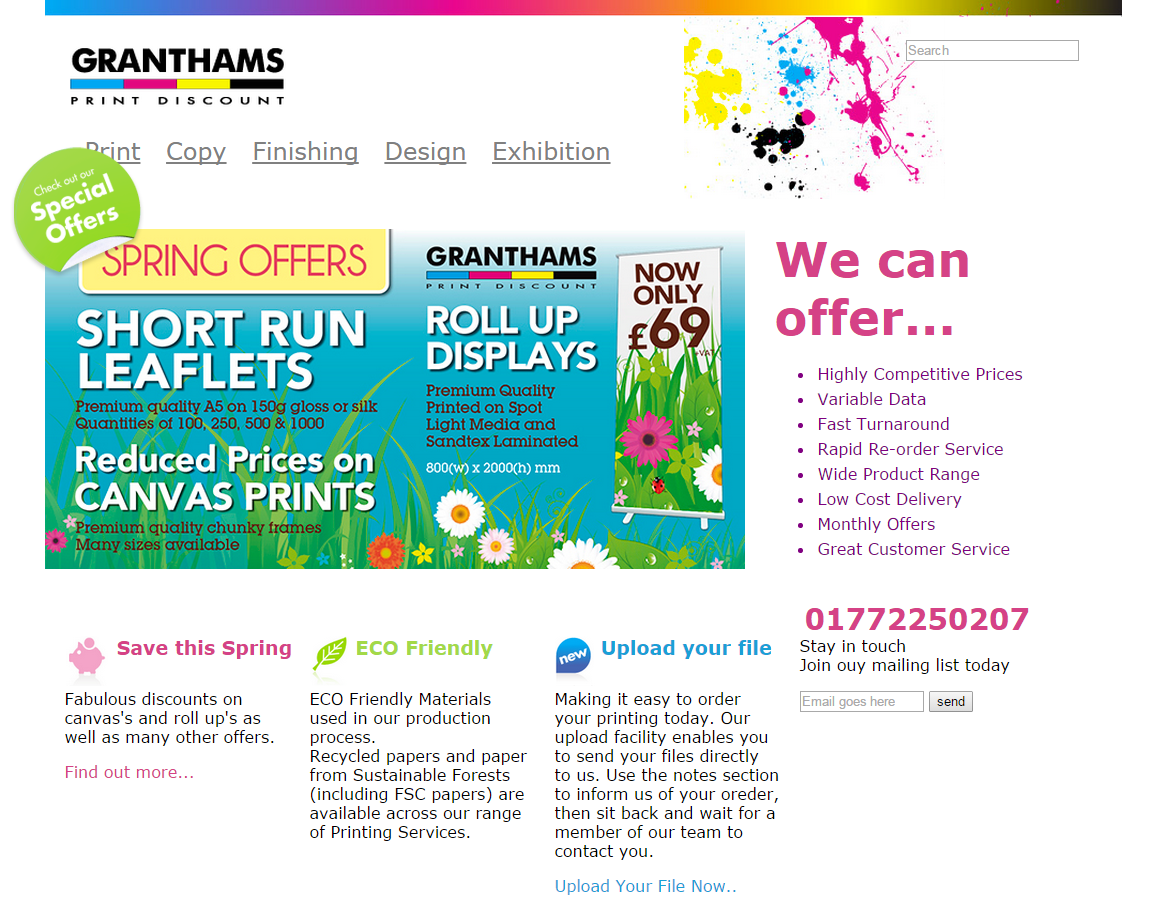 GRANTHAMS
PRINT DISCOUNT
Search
Print Copy Finishing Design Exhibition
Check out our
Special
Offers
SPRING OFFERS
SHORT RUN
LEAFLETS
Premium quality A5 on 150g gloss or silk
Quantities of 100, 250, 500 & 1000
Reduced Prices on
CANVAS PRINTS
Premium quality chunky frames
Many sizes available
GRANTHAMS
PRINT DISCOUNT
ROLL UP
DISPLAYS
Premium Quality
Printed on Spot
Light Media and
Sandtex Laminated
800(w) x 2000(h) mm
NOW
ONLY
£69
+VAT
We can
offer...
Highly Competitive Prices
Variable Data
Fast Turnaround
Rapid Re-order Service
Wide Product Range
Low Cost Delivery
Monthly Offers
Great Customer Service
Save this Spring
Fabulous discounts on
canvas's and roll up's as
well as many other offers.
Find out more...
ECO Friendly
ECO Friendly Materials
used in our production
process.
Recycled papers and paper
from Sustainable Forests
(including FSC papers) are
available across our range
of Printing Services.
new
Upload your file
Making it easy to order
your printing today. Our
upload facility enables you
to send your files directly
to us. Use the notes section
to inform us of your oreder,
then sit back and wait for a
member of our team to
contact you.
Upload Your File Now..
01772250207
Stay in touch
Join ouy mailing list today
Email goes here send